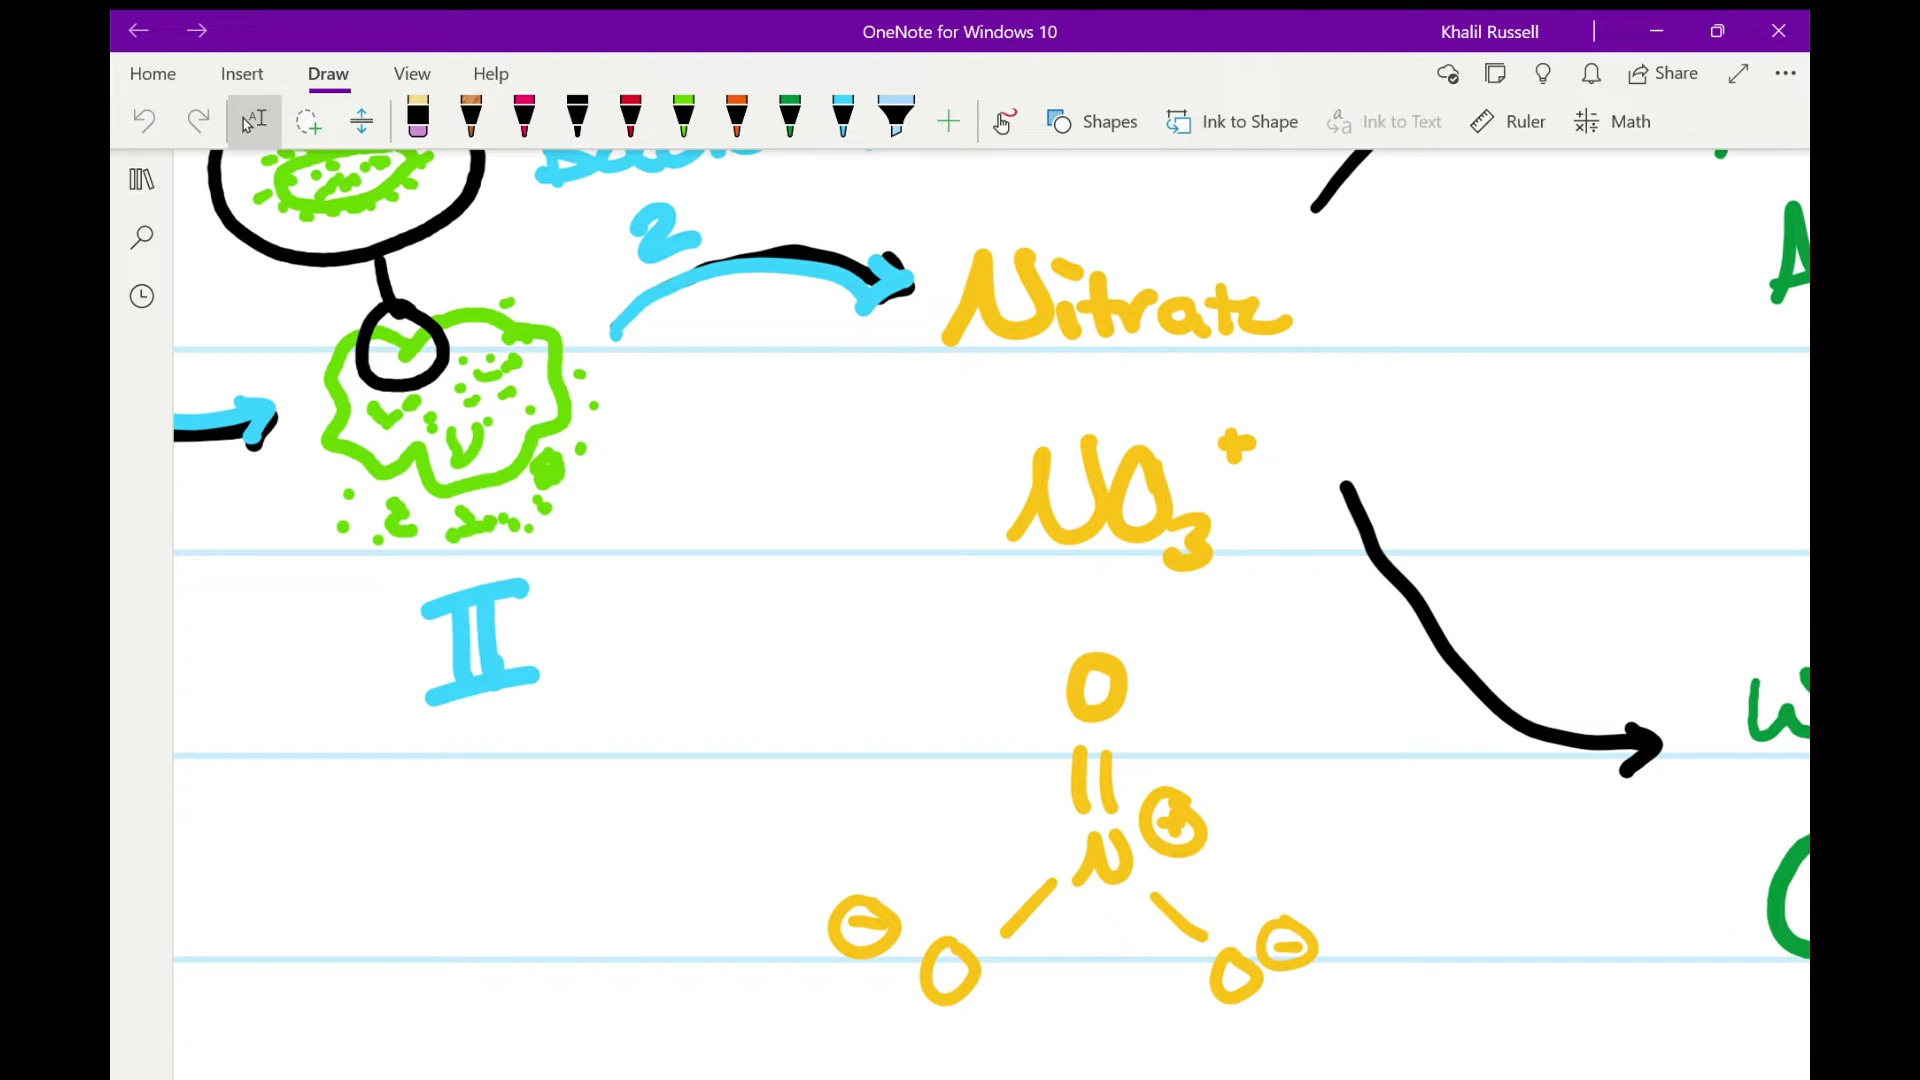 OneNote for Windows 10
Khalil Russell
Home Insert Draw View Help
Share
Shapes Ink to Shape Ink to Text Ruler Math
2
Nitrate
NO3+
II
O
N +
- O O -